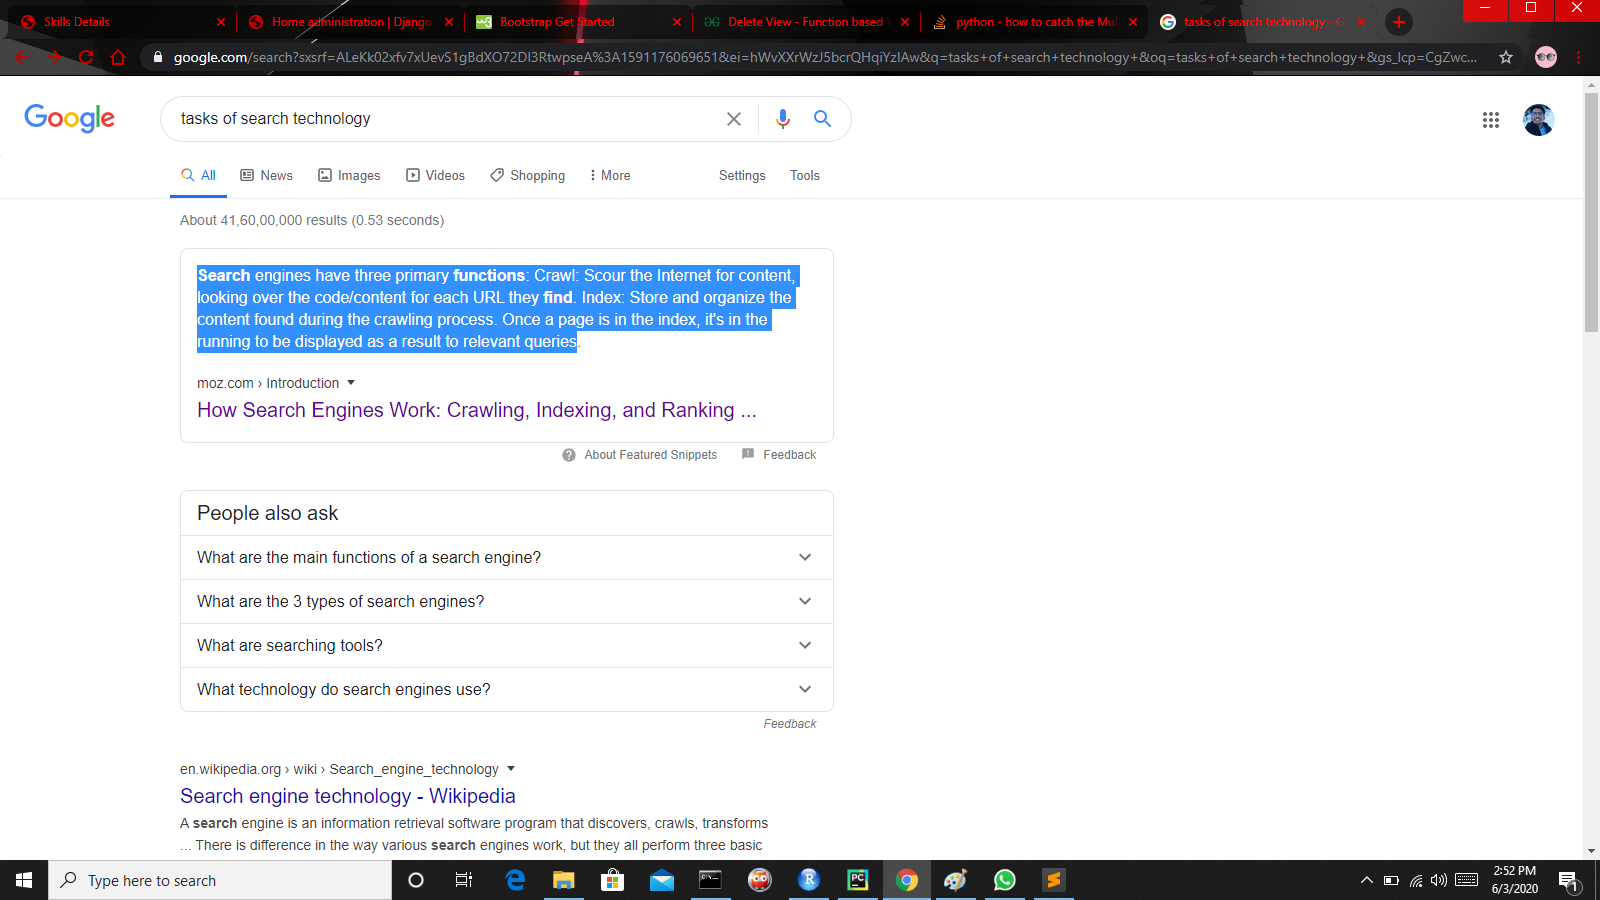 Skills Details
Home administration | Django
Bootstrap Get Started
Delete View - Function based
python - how to catch the Mul
tasks of search technology - G
google.com/search?sxsrf=ALeKk02xfv7xUevS1gBdXO72DI3RtwpseA%3A1591176069651&ei=hWvXXrWzJ5bcrQHqiYzIAw&q=tasks+of+search+technology+&oq=tasks+of+search+technology+&gs_lcp=CgZwc...
Google
tasks of search technology
All
News
Images
Videos
Shopping
More
Settings
Tools
About 41,60,00,000 results (0.53 seconds)
Search engines have three primary functions: Crawl: Scour the Internet for content,
looking over the code/content for each URL they find. Index: Store and organize the
content found during the crawling process. Once a page is in the index, it's in the
running to be displayed as a result to relevant queries.
moz.com › Introduction
How Search Engines Work: Crawling, Indexing, and Ranking ...
About Featured Snippets
Feedback
People also ask
What are the main functions of a search engine?
What are the 3 types of search engines?
What are searching tools?
What technology do search engines use?
Feedback
en.wikipedia.org › wiki › Search_engine_technology
Search engine technology - Wikipedia
A search engine is an information retrieval software program that discovers, crawls, transforms
... There is difference in the way various search engines work, but they all perform three basic
Type here to search
2:52 PM
6/3/2020
1